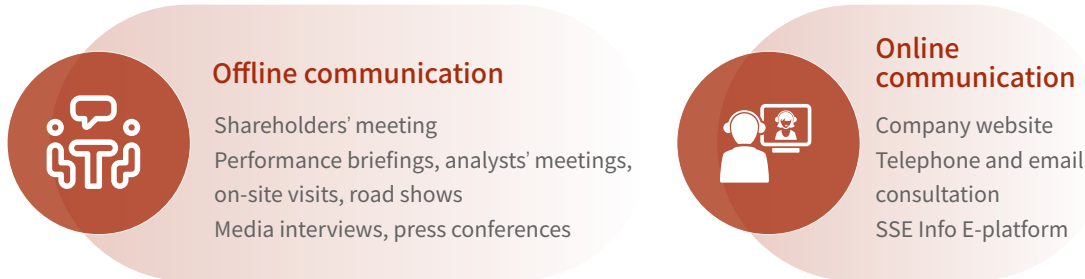 Offline communication
Shareholders’ meeting
Performance briefings, analysts’ meetings,
on-site visits, road shows
Media interviews, press conferences
Online
communication
Company website
Telephone and email
consultation
SSE Info E-platform